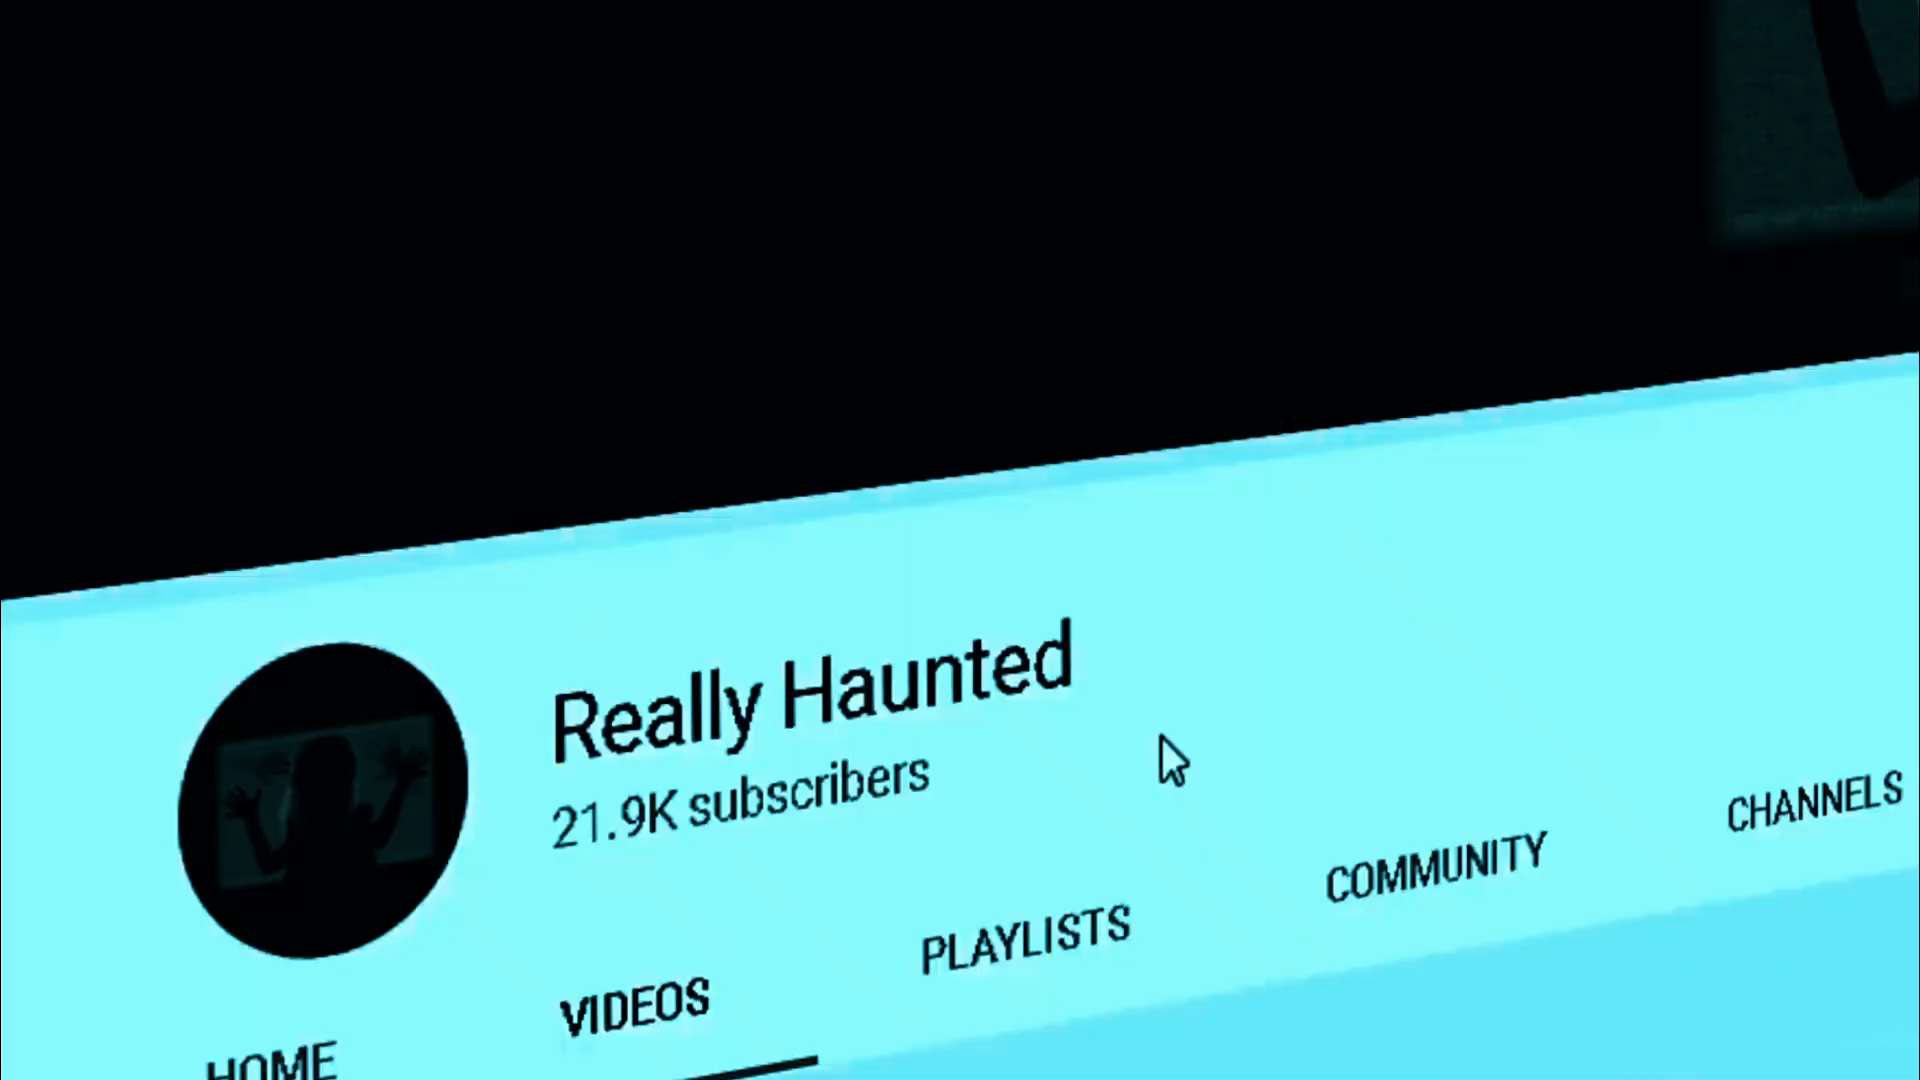 Really Haunted
21.9K subscribers
HOME
VIDEOS
PLAYLISTS
COMMUNITY
CHANNELS